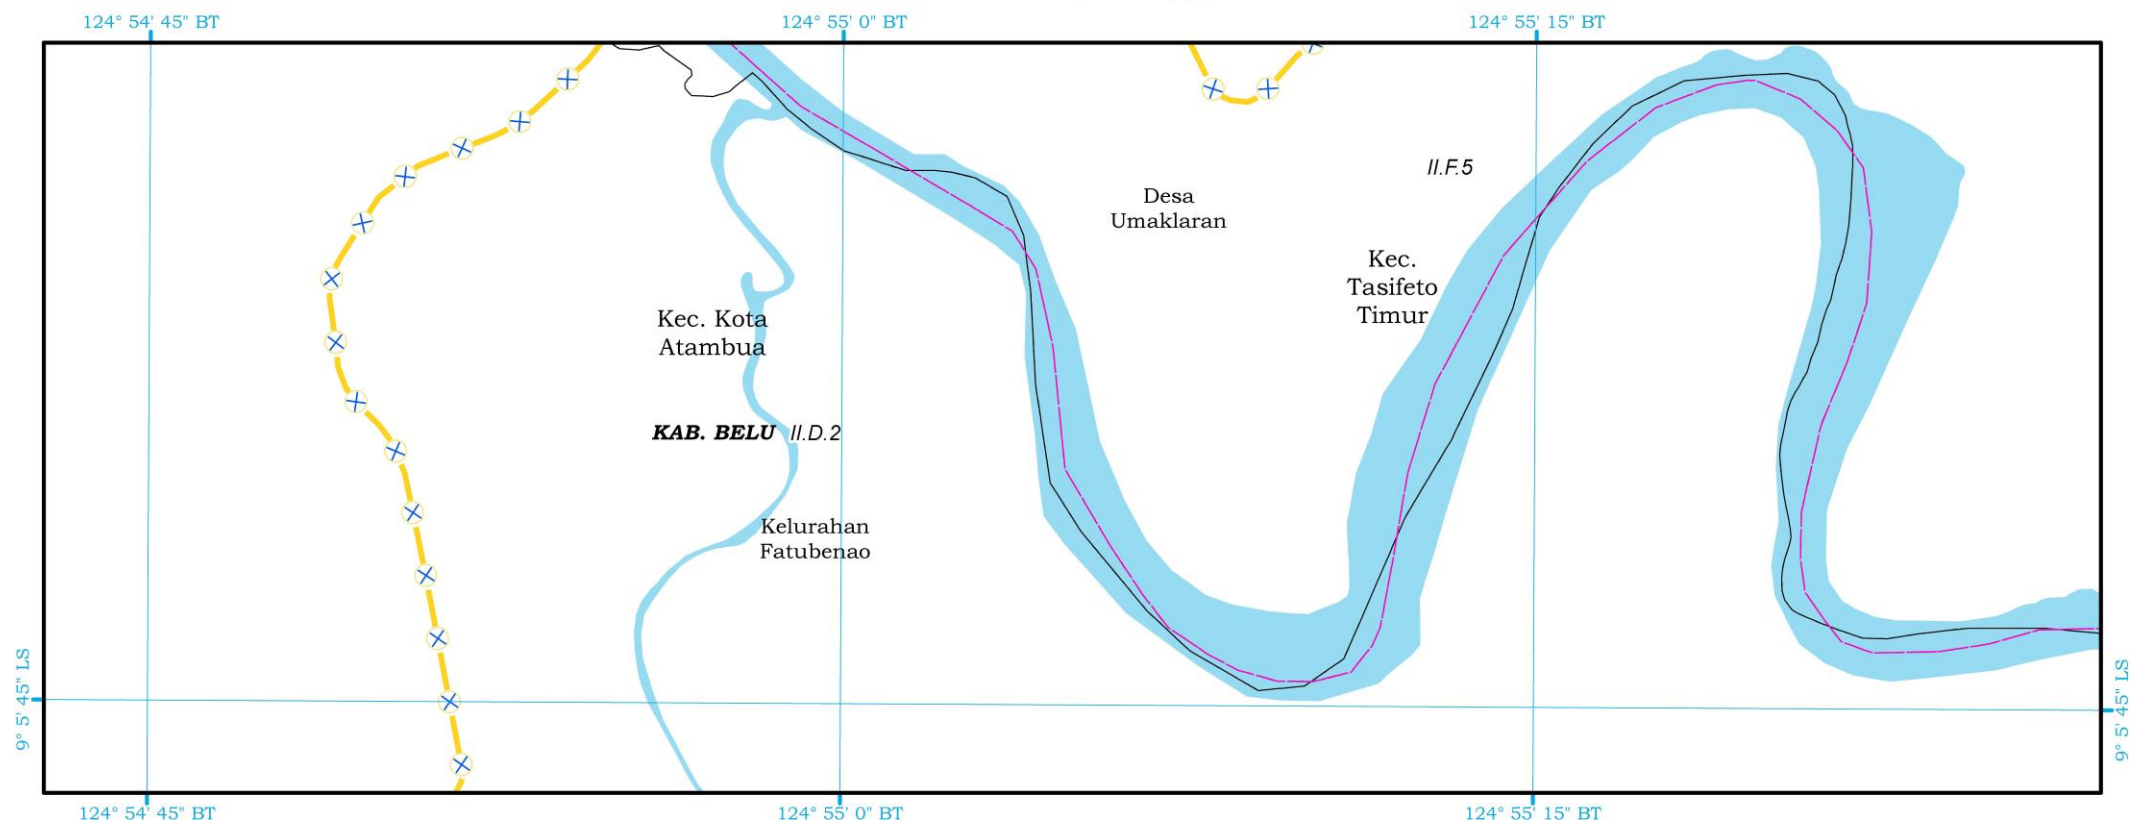 124° 54' 45" BT
124° 55' 0" BT
124° 55' 15" BT
II.F.5
Desa
Umaklaran
Kec.
Tasifeto
Timur
Kec. Kota
Atambua
KAB. BELU
II.D.2
Kelurahan
Fatubenao
9° 5' 45" LS
9° 5' 45" LS
124° 54' 45" BT
124° 55' 0" BT
124° 55' 15" BT